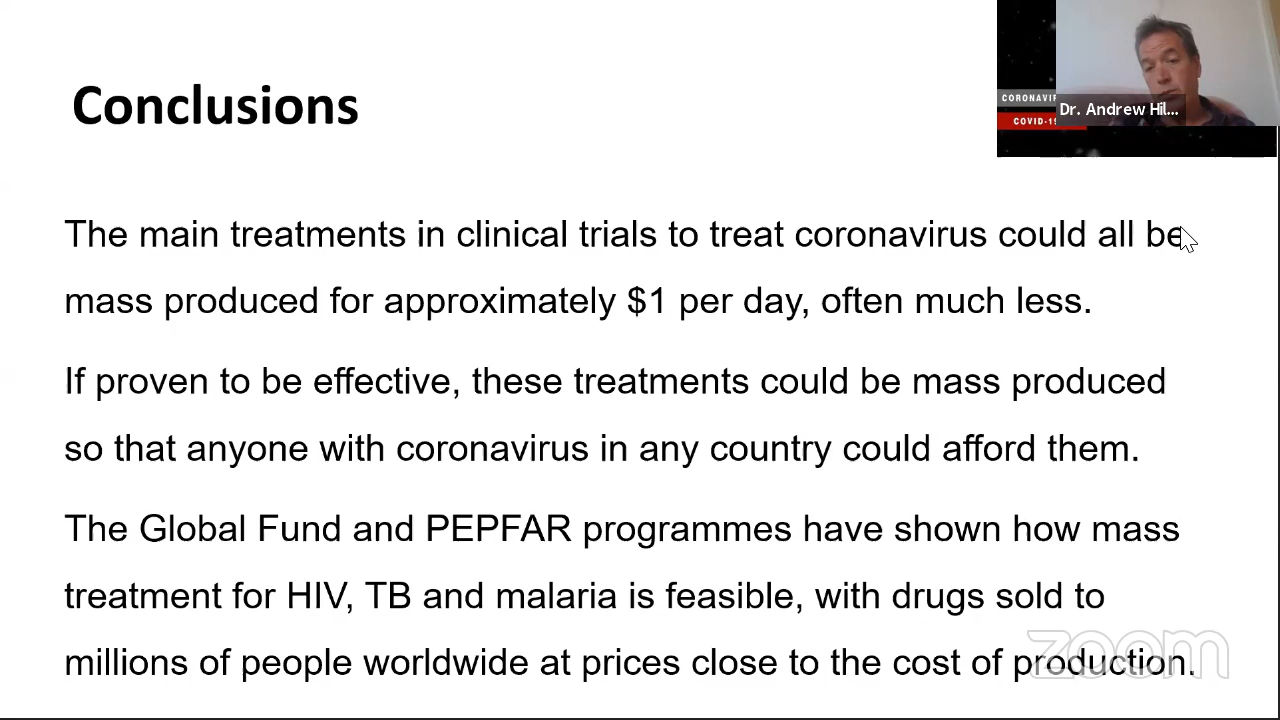 Conclusions
CORONAVIR
COVID-19
Dr. Andrew Hil...
The main treatments in clinical trials to treat coronavirus could all be
mass produced for approximately $1 per day, often much less.
If proven to be effective, these treatments could be mass produced
so that anyone with coronavirus in any country could afford them.
The Global Fund and PEPFAR programmes have shown how mass
treatment for HIV, TB and malaria is feasible, with drugs sold to
millions of people worldwide at prices close to the cost of production.
zoom